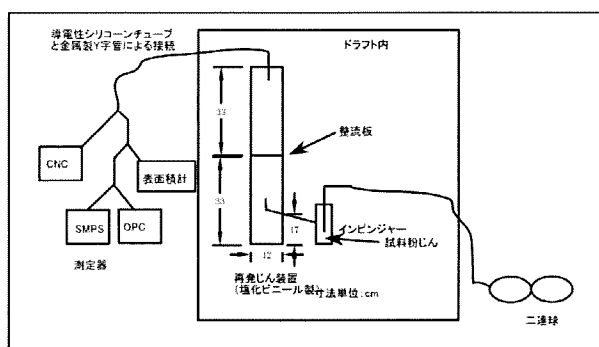 導電性シリコーンチューブ
と金属製Y字管による接続
ドラフト内
33
整流板
CNC
表面積計
33
SMPS
OPC
17
インピンジャー
試料粉じん
測定器
12
再発じん装置
(塩化ビニール製)
寸法単位:cm
二連球